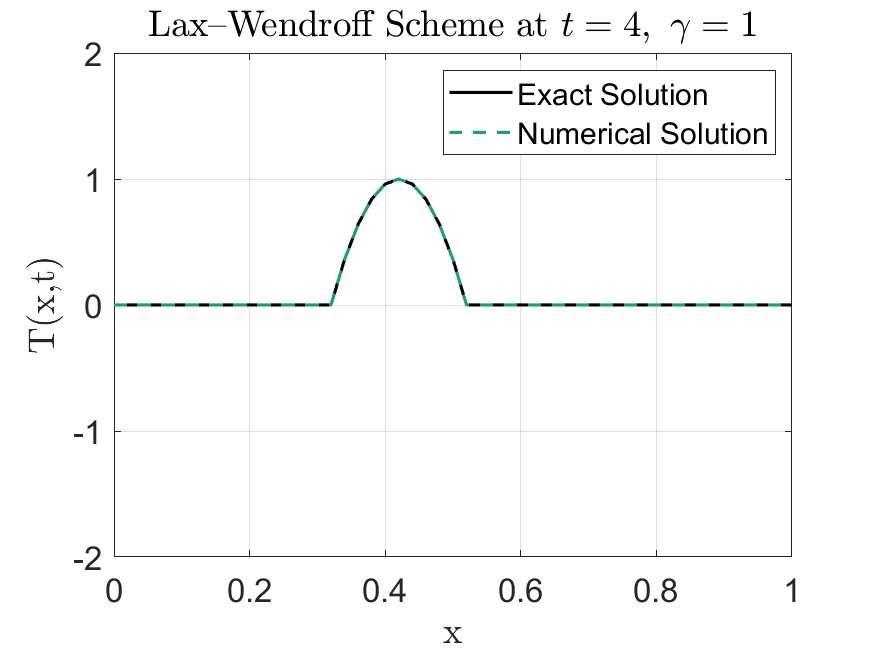 Lax–Wendroff Scheme at t = 4, γ = 1
Exact Solution
Numerical Solution
2
1
0
-1
-2
T(x,t)
0 0.2 0.4 0.6 0.8 1
x